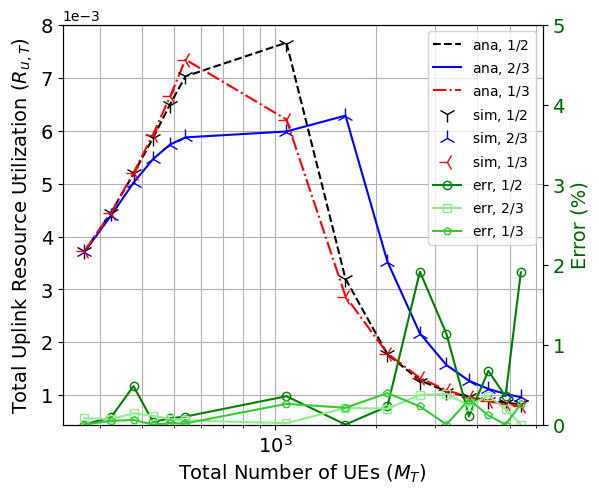 1e−3
8
7
6
5
4
3
2
1
Total Uplink Resource Utilization (R_{u,T})
5
4
3
2
1
0
Error (%)
ana, 1/2
ana, 2/3
ana, 1/3
sim, 1/2
sim, 2/3
sim, 1/3
err, 1/2
err, 2/3
err, 1/3
10³
Total Number of UEs (M_T)